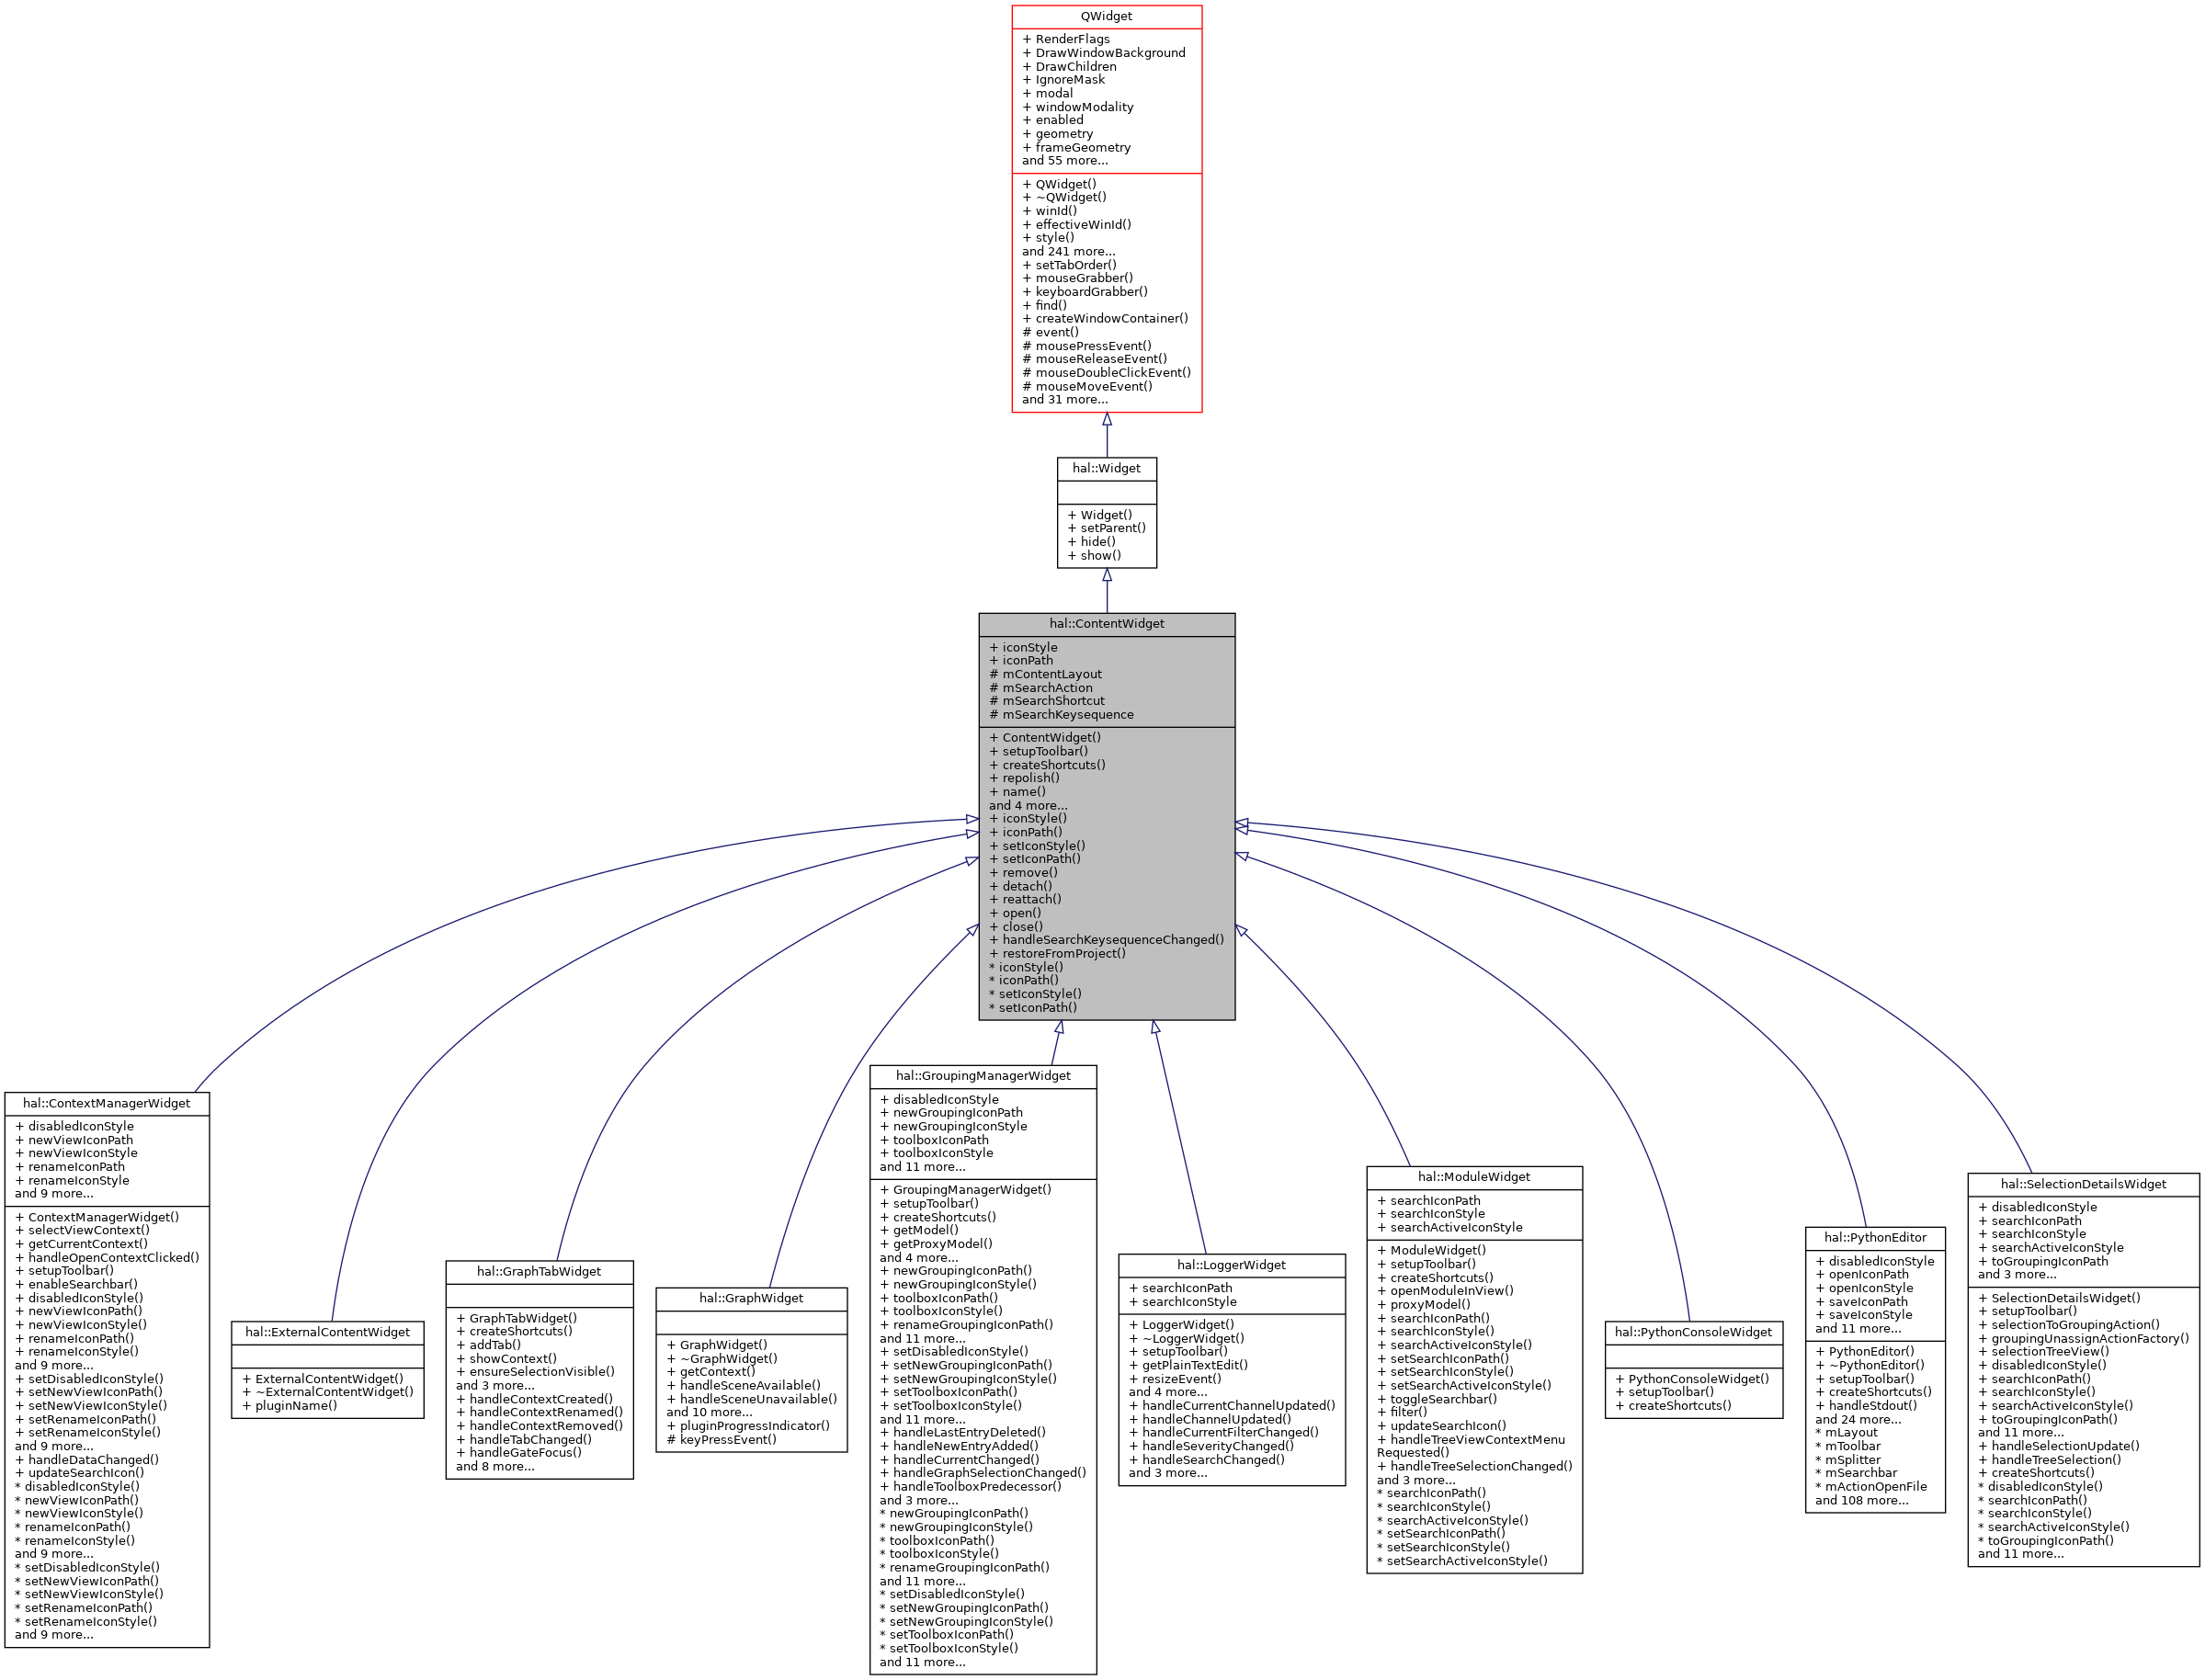 QWidget
+ RenderFlags
+ DrawWindowBackground
+ DrawChildren
+ IgnoreMask
+ modal
+ windowModality
+ enabled
+ geometry
+ frameGeometry
and 55 more...
+ QWidget()
+ ~QWidget()
+ winId()
+ effectiveWinId()
+ style()
and 241 more...
+ setTabOrder()
+ mouseGrabber()
+ keyboardGrabber()
+ find()
+ createWindowContainer()
# event()
# mousePressEvent()
# mouseReleaseEvent()
# mouseDoubleClickEvent()
# mouseMoveEvent()
and 31 more...
hal::Widget
+ Widget()
+ setParent()
+ hide()
+ show()
hal::ContentWidget
+ iconStyle
+ iconPath
# mContentLayout
# mSearchAction
# mSearchShortcut
# mSearchKeysequence
+ ContentWidget()
+ setupToolbar()
+ createShortcuts()
+ repolish()
+ name()
and 4 more...
+ iconStyle()
+ iconPath()
+ setIconStyle()
+ setIconPath()
+ remove()
+ detach()
+ reattach()
+ open()
+ close()
+ handleSearchKeysequenceChanged()
+ restoreFromProject()
* iconStyle()
* iconPath()
* setIconStyle()
* setIconPath()
hal::ContextManagerWidget
+ disabledIconStyle
+ newViewIconPath
+ newViewIconStyle
+ renameIconPath
+ renameIconStyle
and 9 more...
+ ContextManagerWidget()
+ selectViewContext()
+ getCurrentContext()
+ handleOpenContextClicked()
+ setupToolbar()
+ enableSearchbar()
+ disabledIconStyle()
+ newViewIconPath()
+ newViewIconStyle()
+ renameIconPath()
+ renameIconStyle()
and 9 more...
+ setDisabledIconStyle()
+ setNewViewIconPath()
+ setNewViewIconStyle()
+ setRenameIconPath()
+ setRenameIconStyle()
and 9 more...
+ handleDataChanged()
+ updateSearchIcon()
* disabledIconStyle()
* newViewIconPath()
* newViewIconStyle()
* renameIconPath()
* renameIconStyle()
and 9 more...
* setDisabledIconStyle()
* setNewViewIconPath()
* setNewViewIconStyle()
* setRenameIconPath()
* setRenameIconStyle()
and 9 more...
hal::ExternalContentWidget
+ ExternalContentWidget()
+ ~ExternalContentWidget()
+ pluginName()
hal::GraphTabWidget
+ GraphTabWidget()
+ createShortcuts()
+ addTab()
+ showContext()
+ ensureSelectionVisible()
and 3 more...
+ handleContextCreated()
+ handleContextRenamed()
+ handleContextRemoved()
+ handleTabChanged()
+ handleGateFocus()
and 8 more...
hal::GraphWidget
+ GraphWidget()
+ ~GraphWidget()
+ getContext()
+ handleSceneAvailable()
+ handleSceneUnavailable()
and 10 more...
+ pluginProgressIndicator()
# keyPressEvent()
hal::GroupingManagerWidget
+ disabledIconStyle
+ newGroupingIconPath
+ newGroupingIconStyle
+ toolboxIconPath
+ toolboxIconStyle
and 11 more...
+ GroupingManagerWidget()
+ setupToolbar()
+ createShortcuts()
+ getModel()
+ getProxyModel()
and 4 more...
+ newGroupingIconPath()
+ newGroupingIconStyle()
+ toolboxIconPath()
+ toolboxIconStyle()
+ renameGroupingIconPath()
and 11 more...
+ setDisabledIconStyle()
+ setNewGroupingIconPath()
+ setNewGroupingIconStyle()
+ setToolboxIconPath()
+ setToolboxIconStyle()
and 11 more...
+ handleLastEntryDeleted()
+ handleNewEntryAdded()
+ handleCurrentChanged()
+ handleGraphSelectionChanged()
+ handleToolboxPredecessor()
and 3 more...
* newGroupingIconPath()
* newGroupingIconStyle()
* toolboxIconPath()
* toolboxIconStyle()
* renameGroupingIconPath()
and 11 more...
* setDisabledIconStyle()
* setNewGroupingIconPath()
* setNewGroupingIconStyle()
* setToolboxIconPath()
* setToolboxIconStyle()
and 11 more...
hal::LoggerWidget
+ searchIconPath
+ searchIconStyle
+ LoggerWidget()
+ ~LoggerWidget()
+ setupToolbar()
+ getPlainTextEdit()
+ resizeEvent()
and 4 more...
+ handleCurrentChannelUpdated()
+ handleChannelUpdated()
+ handleCurrentFilterChanged()
+ handleSeverityChanged()
+ handleSearchChanged()
and 3 more...
hal::ModuleWidget
+ searchIconPath
+ searchIconStyle
+ searchActiveIconStyle
+ ModuleWidget()
+ setupToolbar()
+ createShortcuts()
+ openModuleInView()
+ proxyModel()
+ searchIconPath()
+ searchIconStyle()
+ searchActiveIconStyle()
+ setSearchIconPath()
+ setSearchIconStyle()
+ setSearchActiveIconStyle()
+ toggleSearchbar()
+ filter()
+ updateSearchIcon()
+ handleTreeViewContextMenu
Requested()
+ handleTreeSelectionChanged()
and 3 more...
* searchIconPath()
* searchIconStyle()
* searchActiveIconStyle()
* setSearchIconPath()
* setSearchIconStyle()
* setSearchActiveIconStyle()
hal::PythonConsoleWidget
+ PythonConsoleWidget()
+ setupToolbar()
+ createShortcuts()
hal::PythonEditor
+ disabledIconStyle
+ openIconPath
+ openIconStyle
+ saveIconPath
+ saveIconStyle
and 11 more...
+ PythonEditor()
+ ~PythonEditor()
+ setupToolbar()
+ createShortcuts()
+ handleStdout()
and 24 more...
* mLayout
* mToolbar
* mSplitter
* mSearchbar
* mActionOpenFile
and 108 more...
hal::SelectionDetailsWidget
+ disabledIconStyle
+ searchIconPath
+ searchIconStyle
+ searchActiveIconStyle
+ toGroupingIconPath
and 3 more...
+ SelectionDetailsWidget()
+ setupToolbar()
+ selectionToGroupingAction()
+ groupingUnassignActionFactory()
+ selectionTreeView()
+ disabledIconStyle()
+ searchIconPath()
+ searchIconStyle()
+ searchActiveIconStyle()
+ toGroupingIconPath()
and 11 more...
+ handleSelectionUpdate()
+ handleTreeSelection()
+ createShortcuts()
* disabledIconStyle()
* searchIconPath()
* searchIconStyle()
* searchActiveIconStyle()
* toGroupingIconPath()
and 11 more...